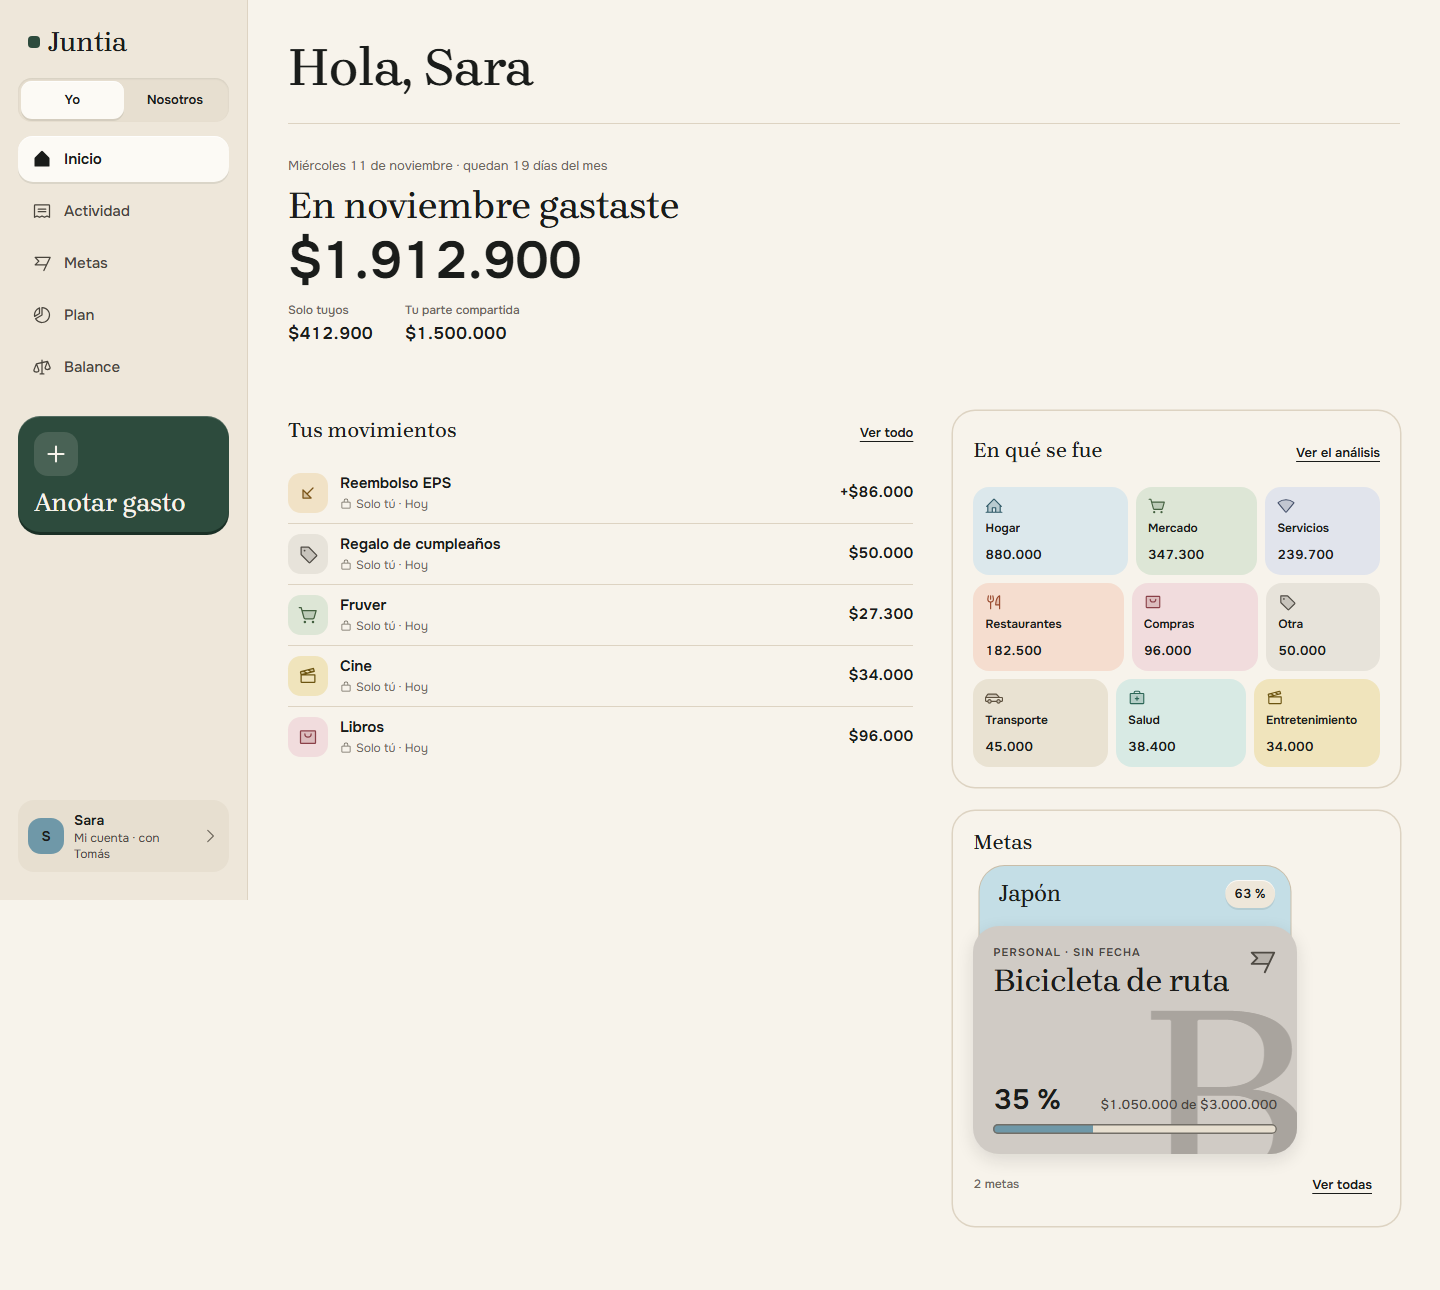 Juntia
Yo
Nosotros
Inicio
Actividad
Metas
Plan
Balance
Anotar gasto
S
Sara
Mi cuenta · con
Tomás
Hola, Sara
Miércoles 11 de noviembre · quedan 19 días del mes
En noviembre gastaste
$1.912.900
Solo tuyos
$412.900
Tu parte compartida
$1.500.000
Tus movimientos
Ver todo
Reembolso EPS
Solo tú · Hoy
+$86.000
Regalo de cumpleaños
Solo tú · Hoy
$50.000
Fruver
Solo tú · Hoy
$27.300
Cine
Solo tú · Hoy
$34.000
Libros
Solo tú · Hoy
$96.000
En qué se fue
Ver el análisis
Hogar
880.000
Mercado
347.300
Servicios
239.700
Restaurantes
182.500
Compras
96.000
Otra
50.000
Transporte
45.000
Salud
38.400
Entretenimiento
34.000
Metas
Japón
63 %
PERSONAL · SIN FECHA
Bicicleta de ruta
B
35 %
$1.050.000 de $3.000.000
2 metas
Ver todas